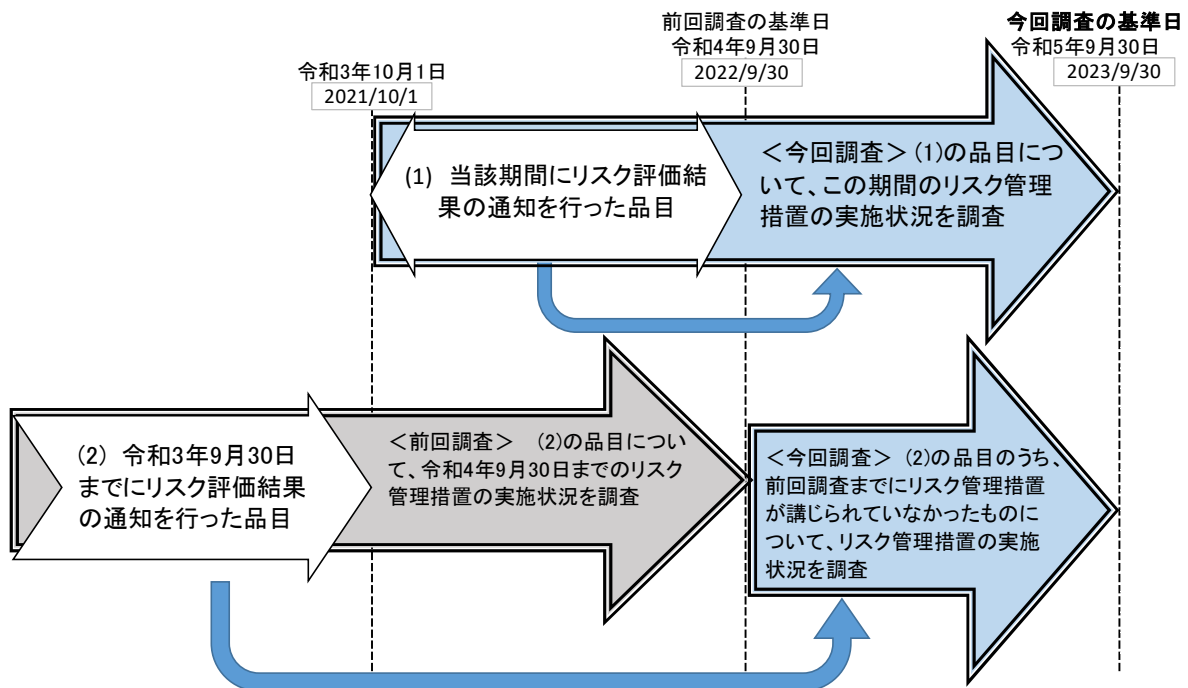 前回調査の基準日
令和4年9月30日
2022/9/30
今回調査の基準日
令和5年9月30日
2023/9/30
令和3年10月1日
2021/10/1
(1) 当該期間にリスク評価結
果の通知を行った品目
<今回調査> (1)の品目につ
いて、この期間のリスク管理
措置の実施状況を調査
(2) 令和3年9月30日
までにリスク評価結果
の通知を行った品目
<前回調査> (2)の品目につい
て、令和4年9月30日までのリスク
管理措置の実施状況を調査
<今回調査> (2)の品目のうち、
前回調査までにリスク管理措置
が講じられていなかったものに
ついて、リスク管理措置の実施
状況を調査